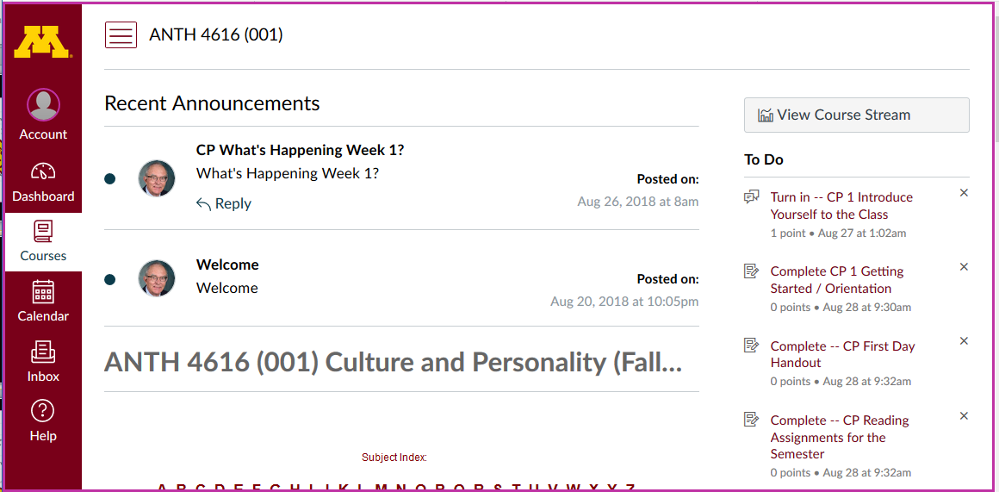 M
ANTH 4616 (001)
Account
Dashboard
Courses
Calendar
Inbox
Help
Recent Announcements
CP What's Happening Week 1?
What's Happening Week 1?
Reply
Posted on:
Aug 26, 2018 at 8am
Welcome
Welcome
Posted on:
Aug 20, 2018 at 10:05pm
ANTH 4616 (001) Culture and Personality (Fall...
Subject Index:
A B C D E F G H I J K L M N O P Q R S T U V W X Y Z
View Course Stream
To Do
Turn in -- CP 1 Introduce
Yourself to the Class
1 point • Aug 27 at 1:02am
Complete CP 1 Getting
Started / Orientation
0 points • Aug 28 at 9:30am
Complete -- CP First Day
Handout
0 points • Aug 28 at 9:32am
Complete -- CP Reading
Assignments for the
Semester
0 points • Aug 28 at 9:32am